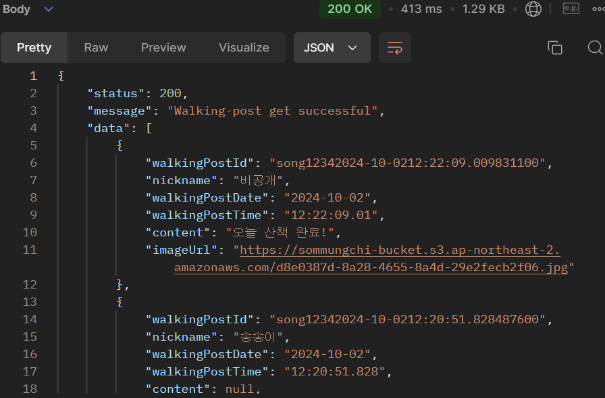 Body 200 OK • 413 ms • 1.29 KB
Pretty Raw Preview Visualize JSON
1 {
2 "status": 200,
3 "message": "Walking-post get successful",
4 "data": [
5 {
6 "walkingPostId": "song12342024-10-0212:22:09.009831100",
7 "nickname": "비공개",
8 "walkingPostDate": "2024-10-02",
9 "walkingPostTime": "12:22:09.01",
10 "content": "오늘 산책 완료!",
11 "imageUrl": "https://sommungchi-bucket.s3.ap-northeast-2.
amazonaws.com/d8e0387d-8a28-4655-8a4d-29e2fecb2f06.jpg"
12 },
13 {
14 "walkingPostId": "song12342024-10-0212:20:51.828487600",
15 "nickname": "송송이",
16 "walkingPostDate": "2024-10-02",
17 "walkingPostTime": "12:20:51.828",
18 "content": null,